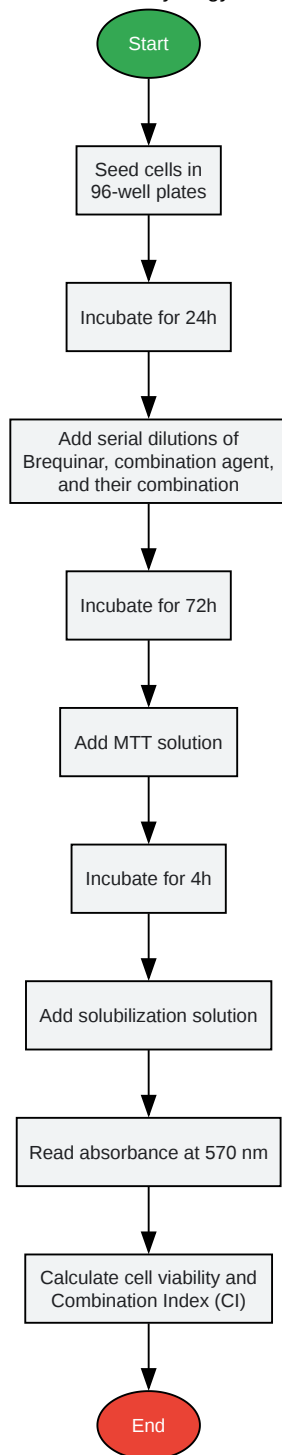 Start
Seed cells in
96-well plates
Incubate for 24h
Add serial dilutions of
Brequinar, combination agent,
and their combination
Incubate for 72h
Add MTT solution
Incubate for 4h
Add solubilization solution
Read absorbance at 570 nm
Calculate cell viability and
Combination Index (CI)
End